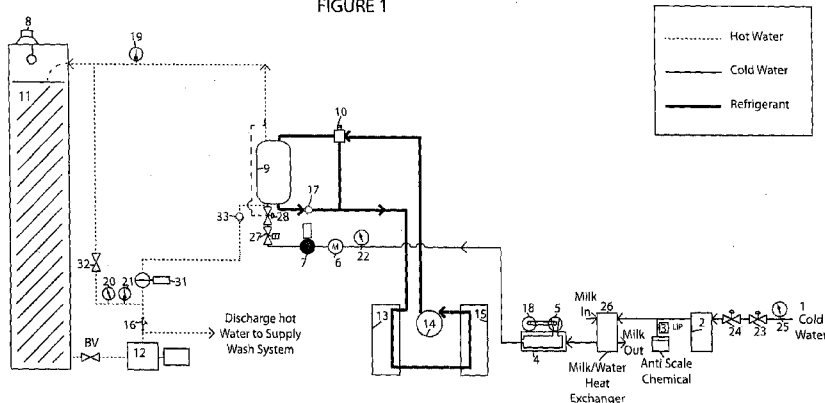 FIGURE 1
Hot Water
Cold Water
Refrigerant
8
19
11
10
9
17
28
33
27
7
6
22
32
20
21
31
16
BV
12
Discharge hot
Water to Supply
Wash System
13
14
15
18
5
4
Milk
In
26
Milk
Out
Milk/Water
Heat
Exchanger
3
LIP
Anti Scale
Chemical
2
24
23
25
1
Cold
Water
M